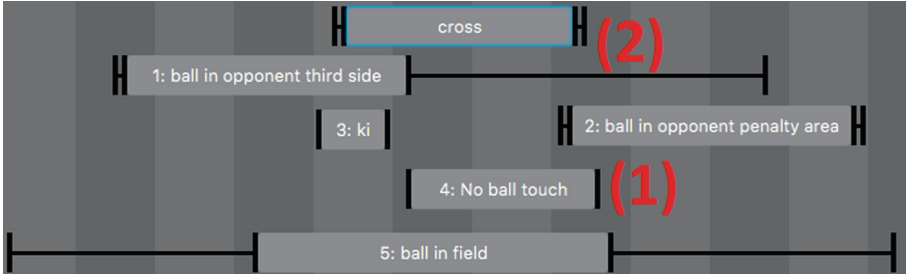 cross
(2)
1: ball in opponent third side
3: ki
2: ball in opponent penalty area
4: No ball touch
(1)
5: ball in field